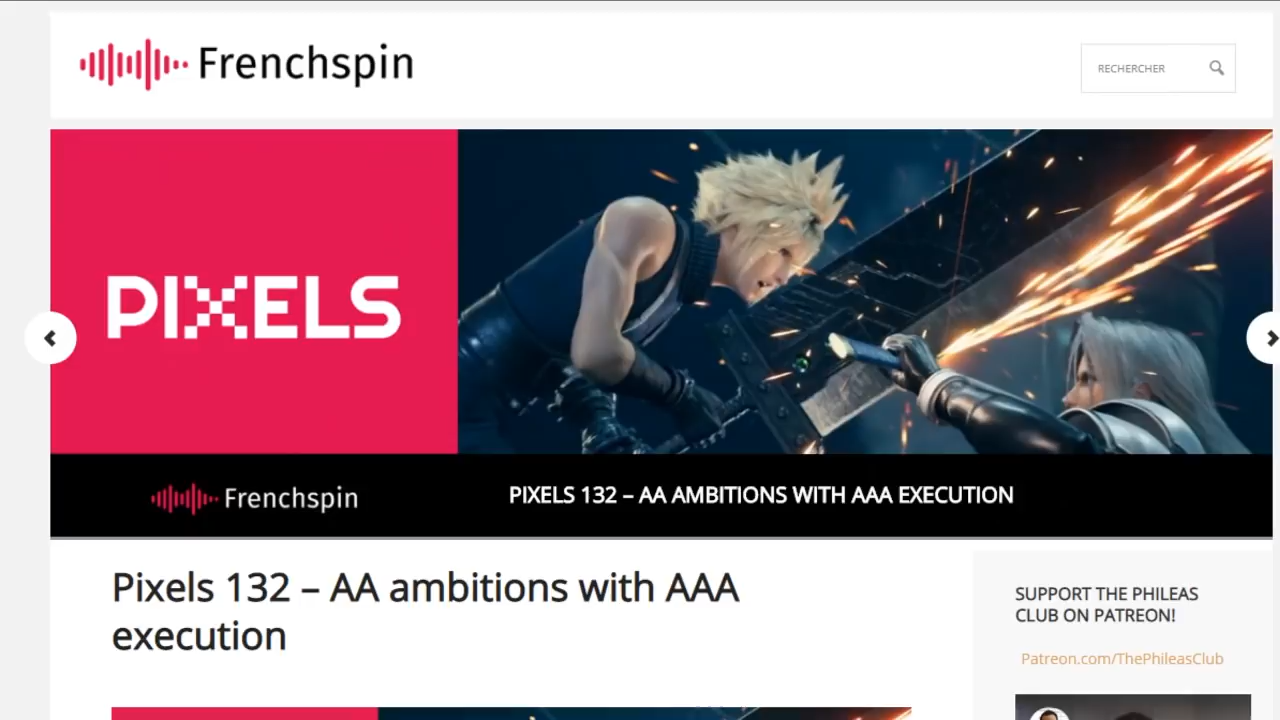 Frenchspin
RECHERCHER
PIXELS
Frenchspin
PIXELS 132 – AA AMBITIONS WITH AAA EXECUTION
Pixels 132 – AA ambitions with AAA
execution
SUPPORT THE PHILEAS
CLUB ON PATREON!
Patreon.com/ThePhileasClub